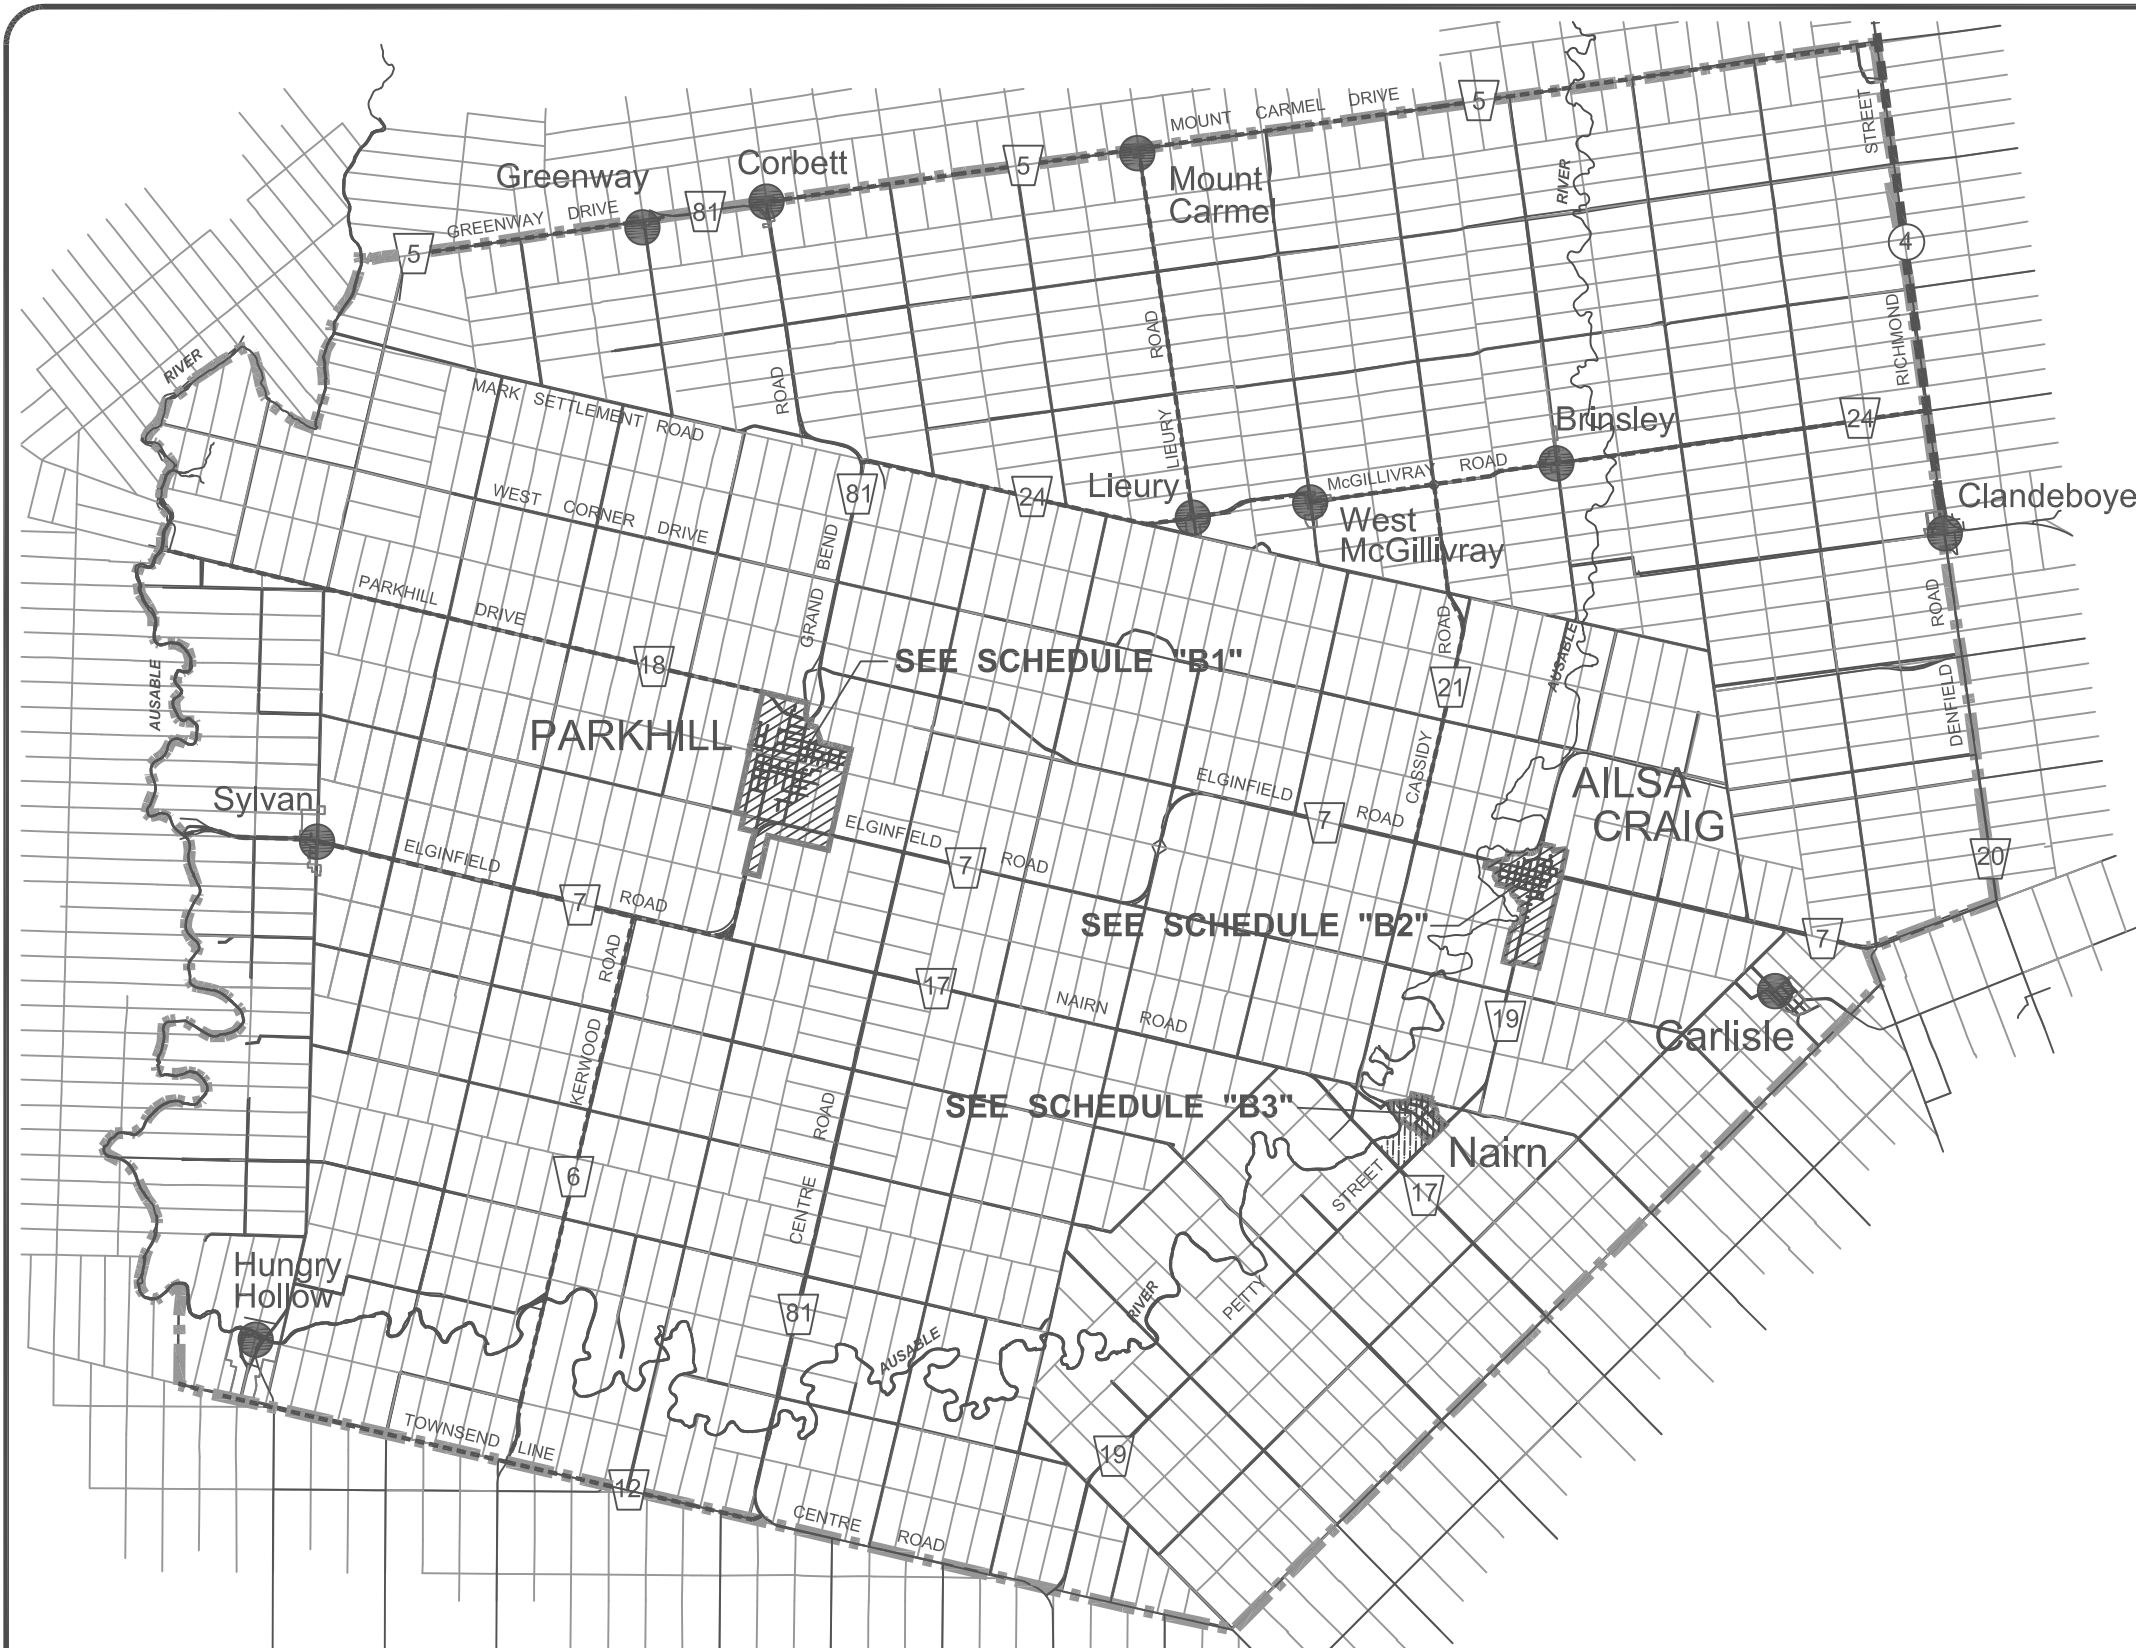 MOUNT CARMEL DRIVE
5
STREET
Greenway
Corbett
5
Mount
Carmel
RIVER
GREENWAY DRIVE
81
5
4
RIVER
ROAD
ROAD
RICHMOND
MARK SETTLEMENT ROAD
LIEURY
Brinsley
24
McGILLIVRAY ROAD
Lieury
81
24
WEST CORNER DRIVE
West
McGillivray
Clandeboye
GRAND BEND
PARKHILL DRIVE
ROAD
ROAD
18
SEE SCHEDULE "B1"
AUSABLE
21
AUSABLE
DENFIELD
PARKHILL
CASSIDY
AILSA
CRAIG
Sylvan
ELGINFIELD ROAD
7
ELGINFIELD ROAD
7
20
ELGINFIELD ROAD
7
SEE SCHEDULE "B2"
7
KERWOOD ROAD
17
NAIRN ROAD
19
Carlisle
SEE SCHEDULE "B3"
Nairn
CENTRE ROAD
6
STREET
17
Hungry
Hollow
81
AUSABLE
RIVER
PETTY
TOWNSEND LINE
12
19
CENTRE ROAD